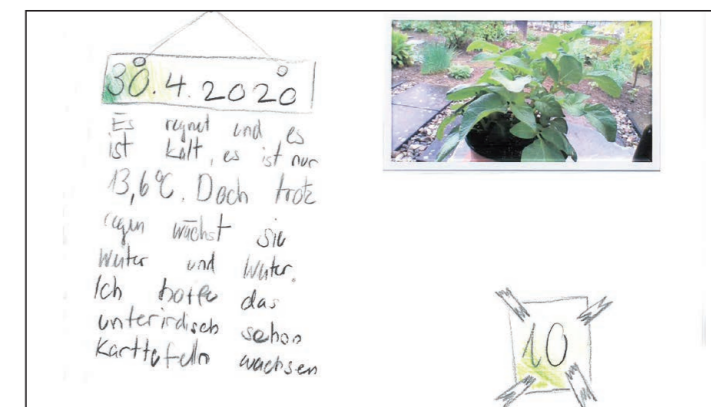 30.4.2020
Es regnet und es
ist kalt, es ist nur
13,6°C. Doch trotz
regen wächst sie
weiter und weiter.
Ich hoffe das
unterirdisch schon
Karttofeln wachsen
10